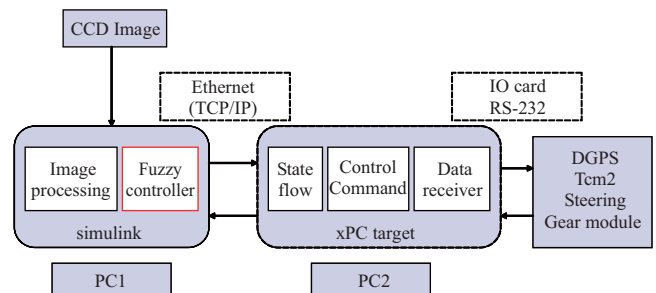 CCD Image
Ethernet
(TCP/IP)
IO card
RS-232
Image
processing
Fuzzy
controller
simulink
State
flow
Control
Command
Data
receiver
xPC target
DGPS
Tcm2
Steering
Gear module
PC1
PC2